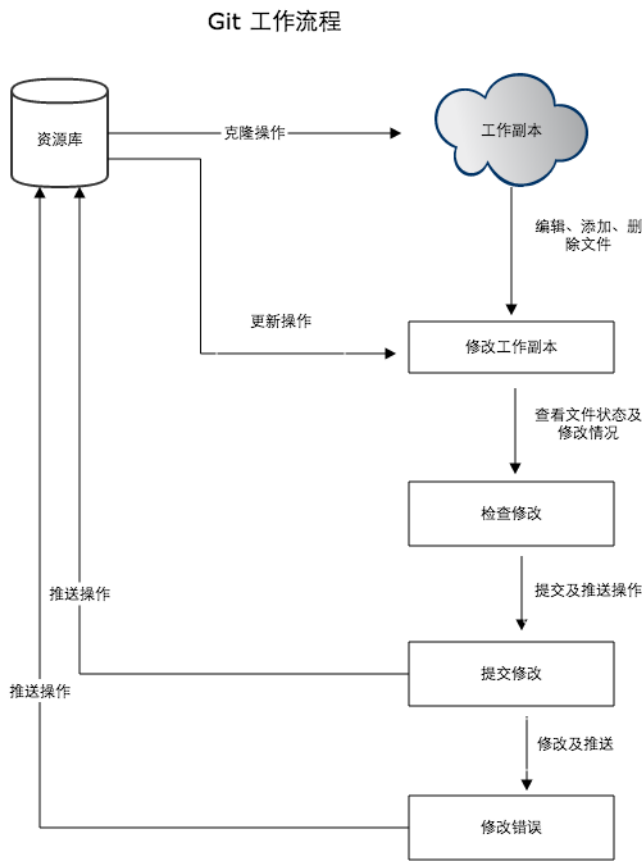 Git 工作流程
资源库
克隆操作
工作副本
编辑、添加、删
除文件
更新操作
修改工作副本
查看文件状态及
修改情况
检查修改
推送操作
提交及推送操作
提交修改
推送操作
修改及推送
修改错误